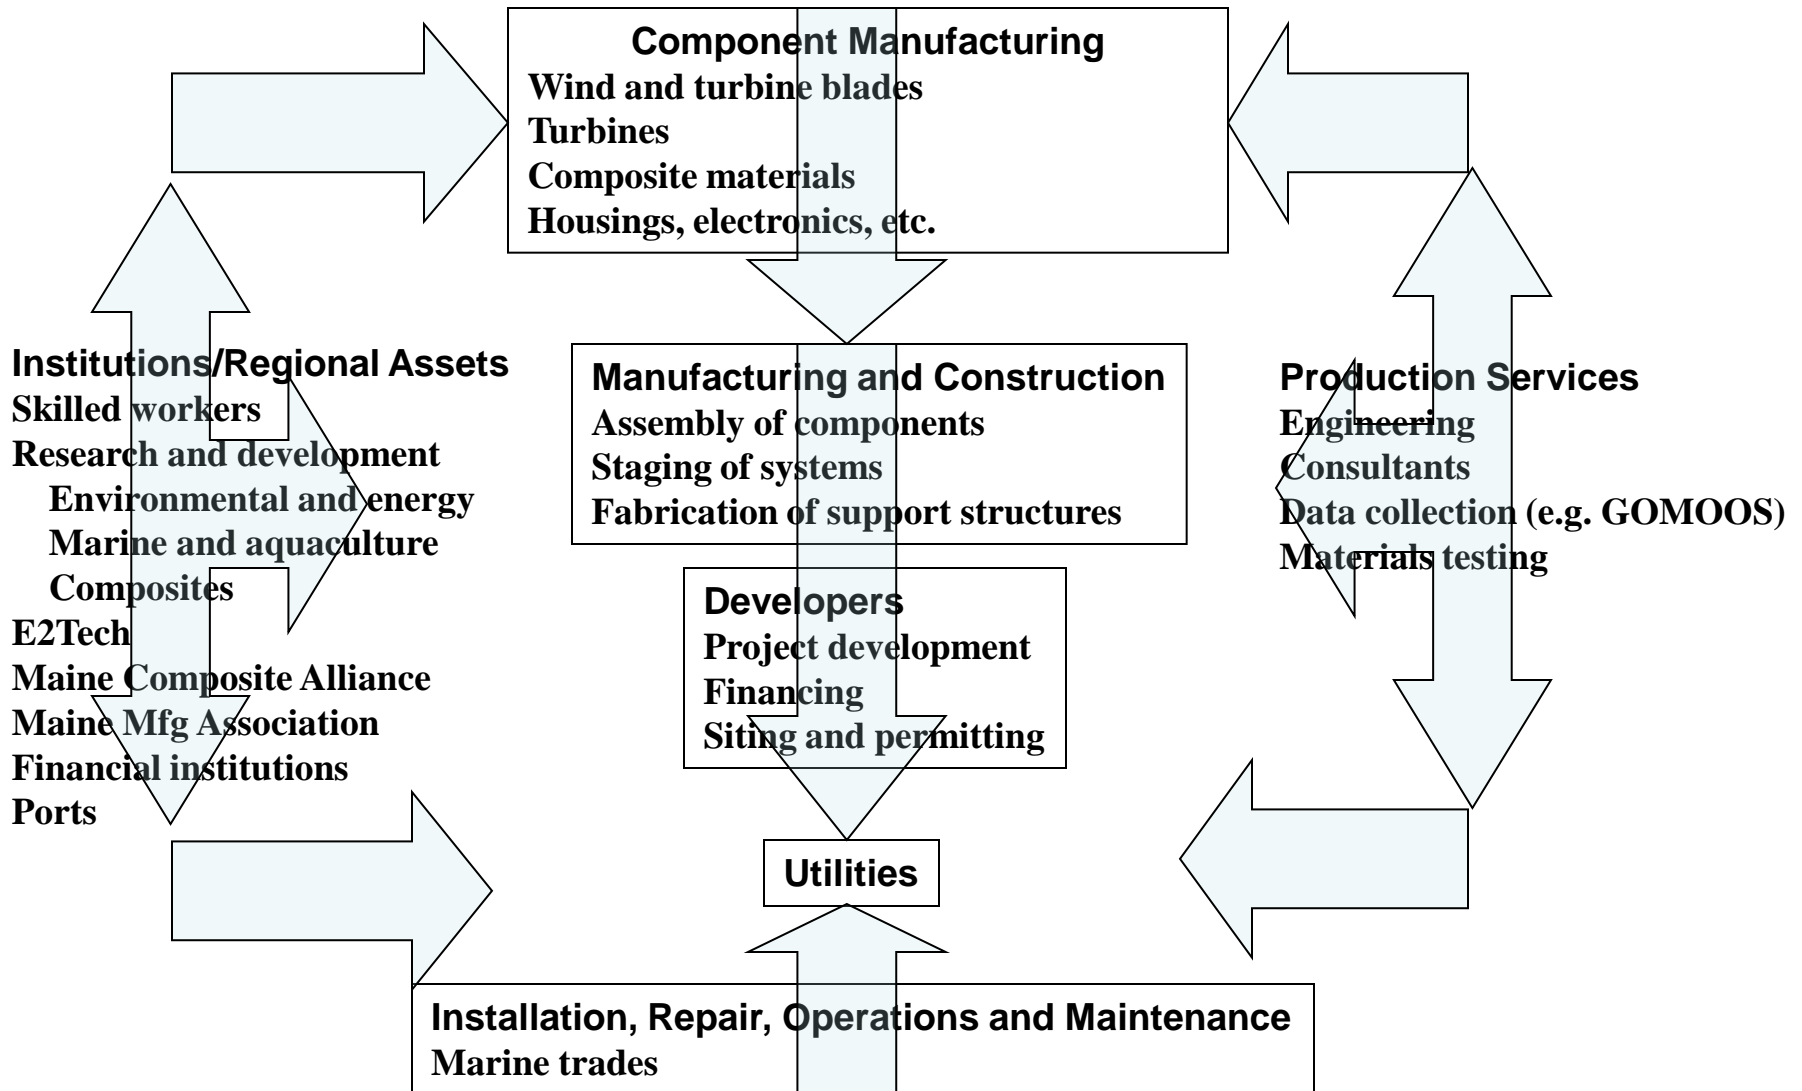 Component Manufacturing
Wind and turbine blades
Turbines
Composite materials
Housings, electronics, etc.
Institutions/Regional Assets
Skilled workers
Research and development
Environmental and energy
Marine and aquaculture
Composites
E2Tech
Maine Composite Alliance
Maine Mfg Association
Financial institutions
Ports
Manufacturing and Construction
Assembly of components
Staging of systems
Fabrication of support structures
Production Services
Engineering
Consultants
Data collection (e.g. GOMOOS)
Materials testing
Developers
Project development
Financing
Siting and permitting
Utilities
Installation, Repair, Operations and Maintenance
Marine trades